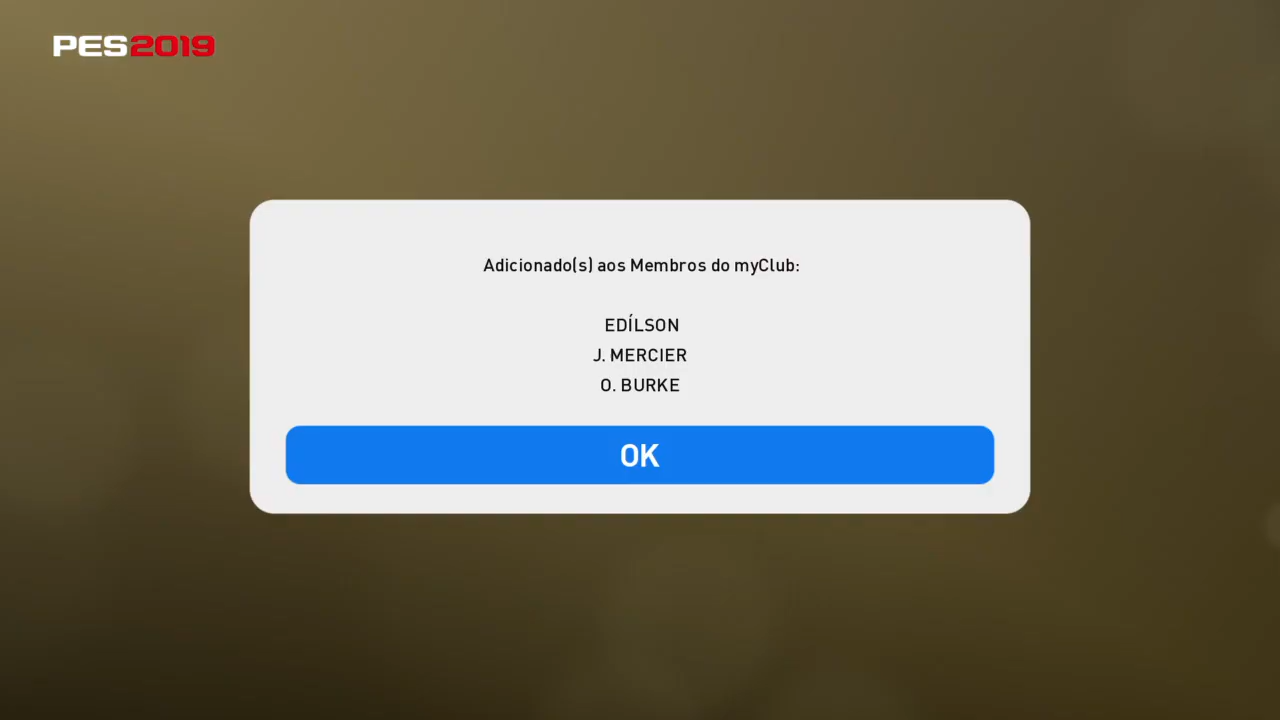 PES2019
Adicionado(s) aos Membros do myClub:
EDÍLSON
J. MERCIER
O. BURKE
OK